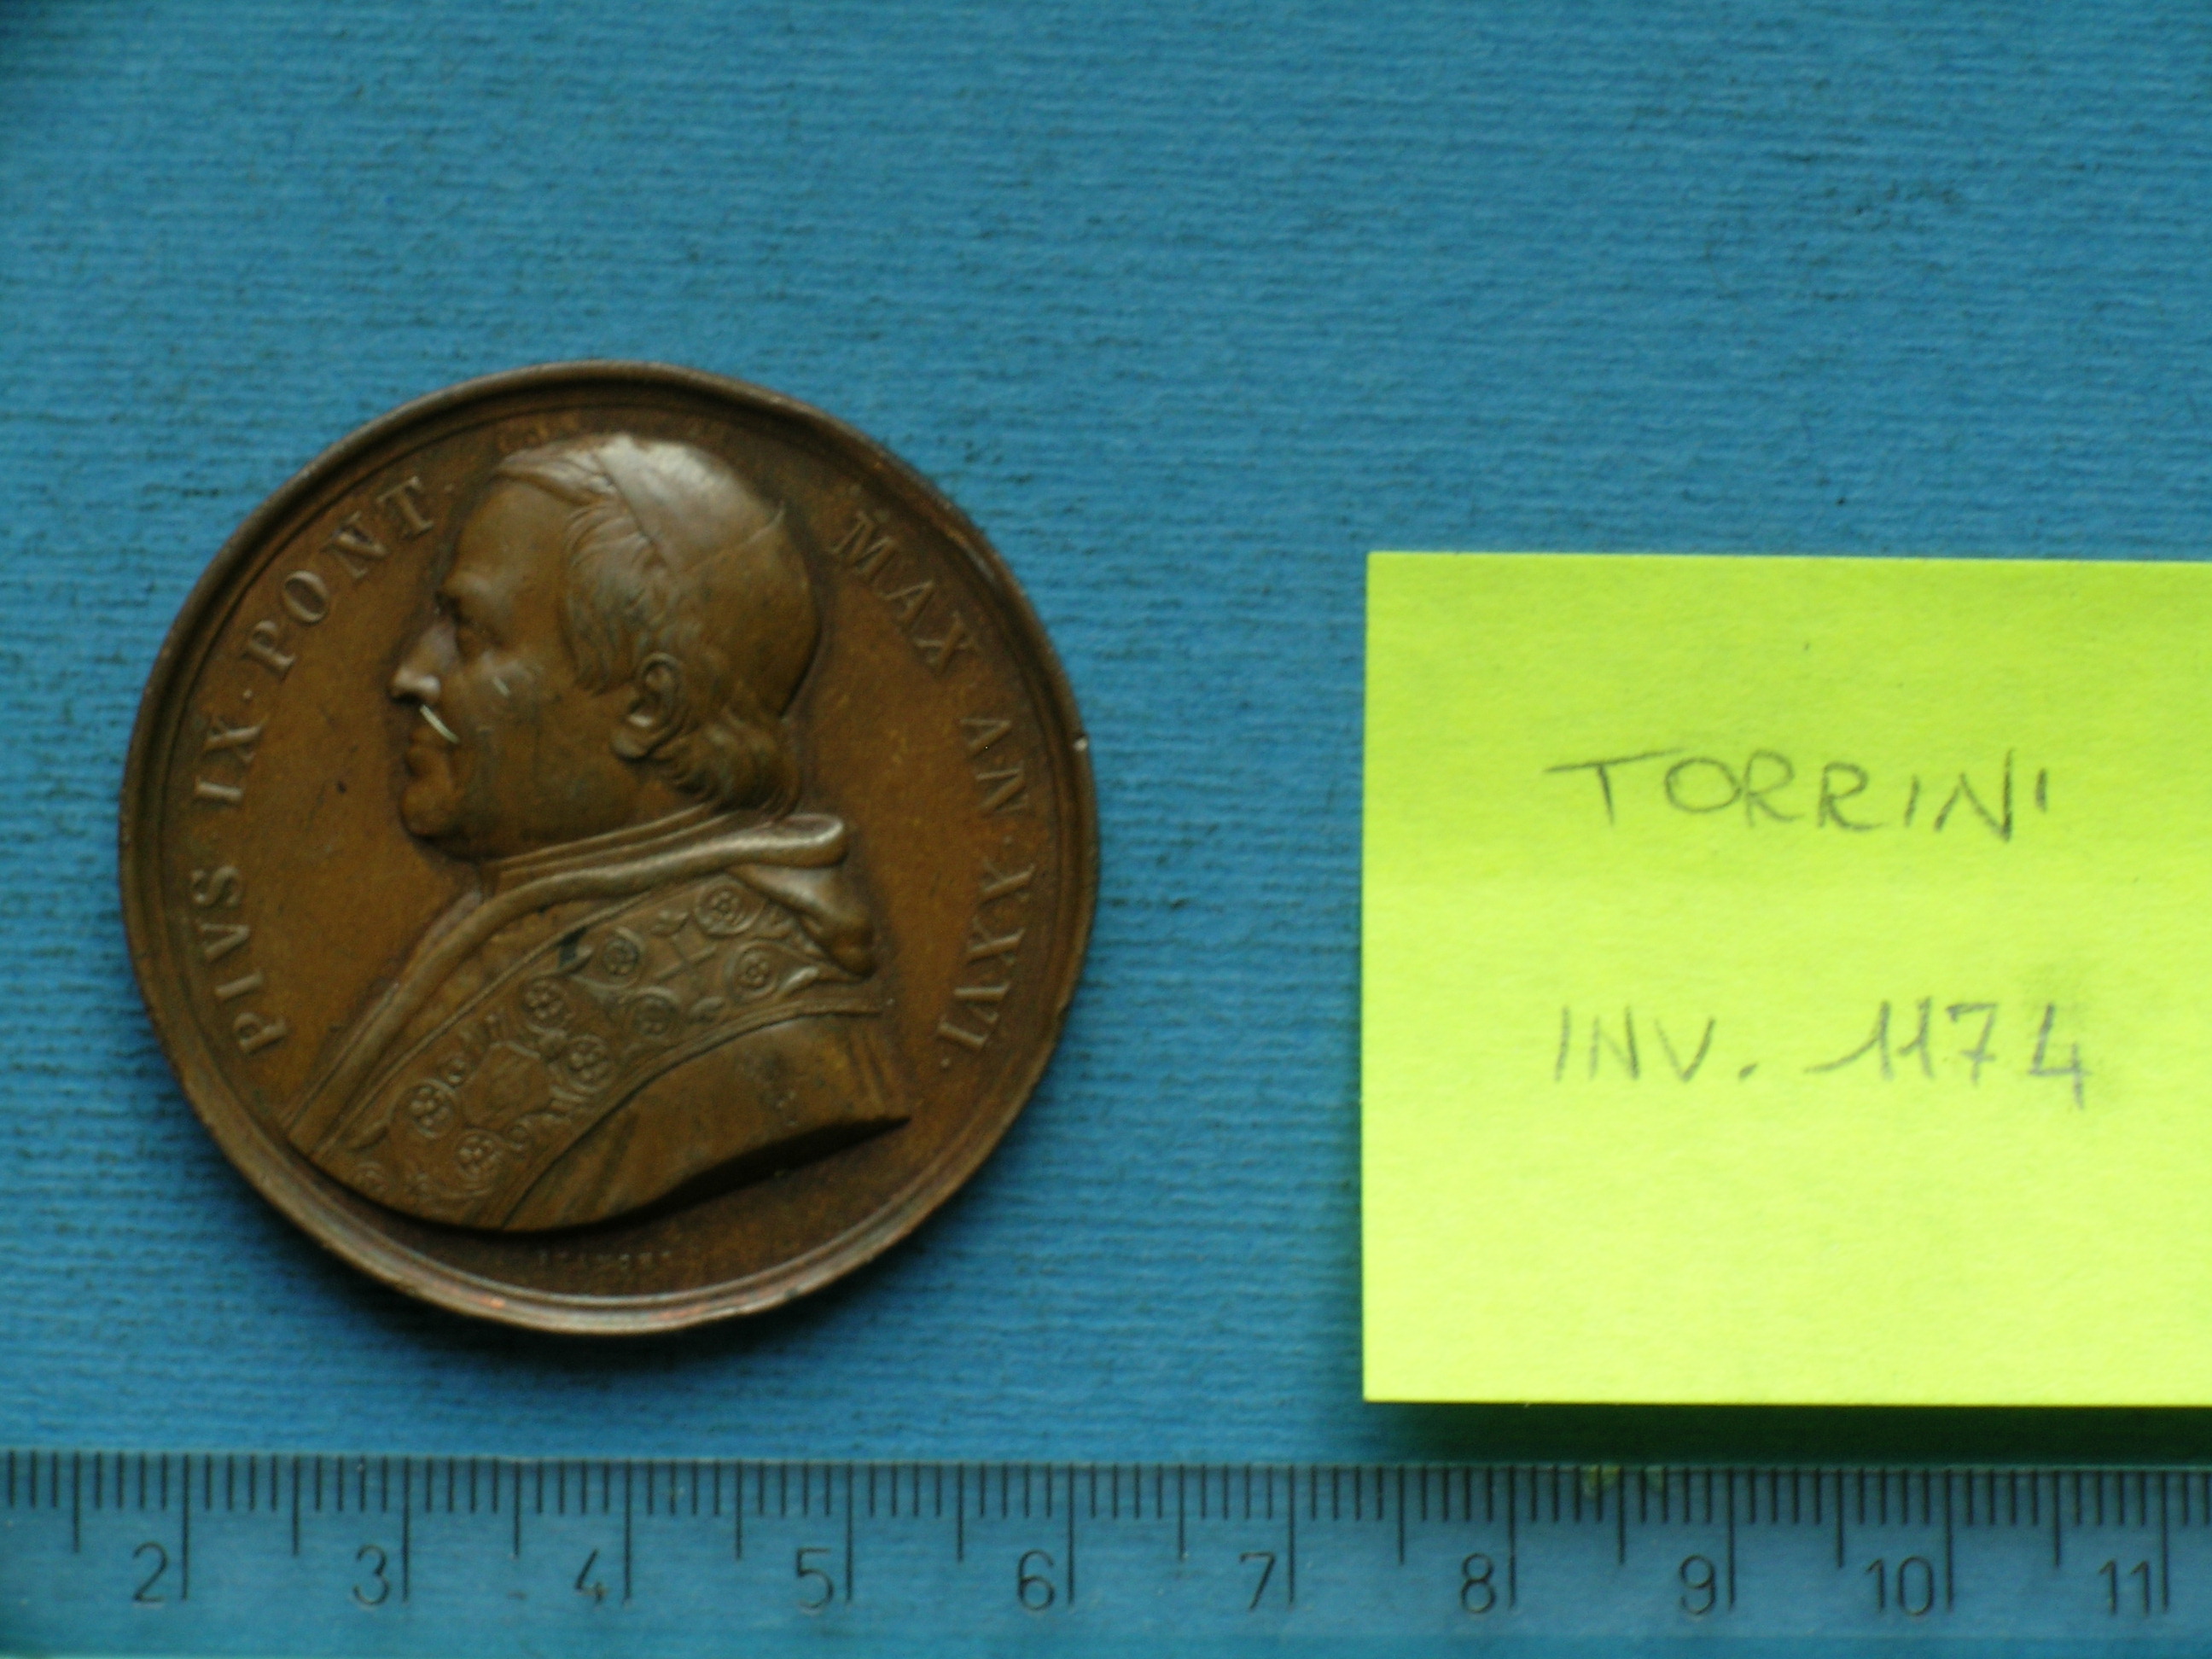 PIVS · IX · PONT · MAX · AN · XXVI ·
TORRINI
INV. 1174
2 3 4 5 6 7 8 9 10 11